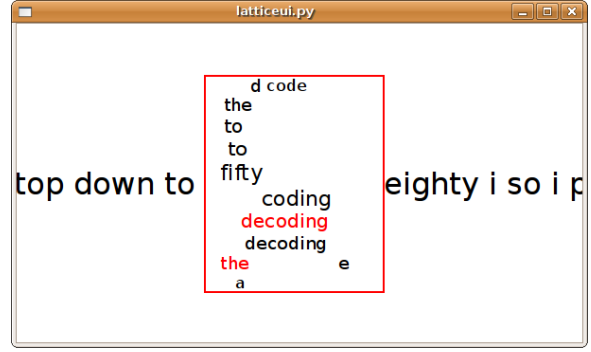 latticeui.py
d code
the
to
to
top down to fifty eighty i so i p
coding
decoding
decoding
the e
a